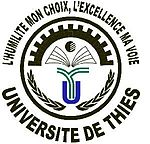 L'HUMILITE MON CHOIX, L'EXCELLENCE MA VOIE
UNIVERSITE DE THIES